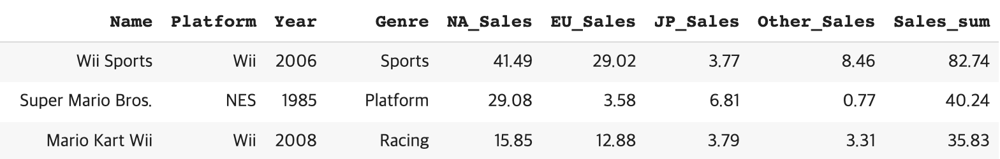 Name Platform Year Genre NA_Sales EU_Sales JP_Sales Other_Sales Sales_sum
Wii Sports Wii 2006 Sports 41.49 29.02 3.77 8.46 82.74
Super Mario Bros. NES 1985 Platform 29.08 3.58 6.81 0.77 40.24
Mario Kart Wii Wii 2008 Racing 15.85 12.88 3.79 3.31 35.83